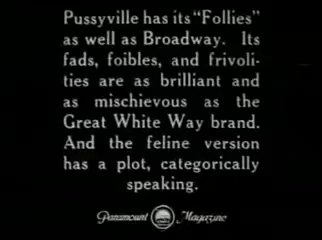 Pussyville has its "Follies"
as well as Broadway. Its
fads, foibles, and frivoli-
ties are as brilliant and
as mischievous as the
Great White Way brand.
And the feline version
has a plot, categorically
speaking.
Paramount Magazine